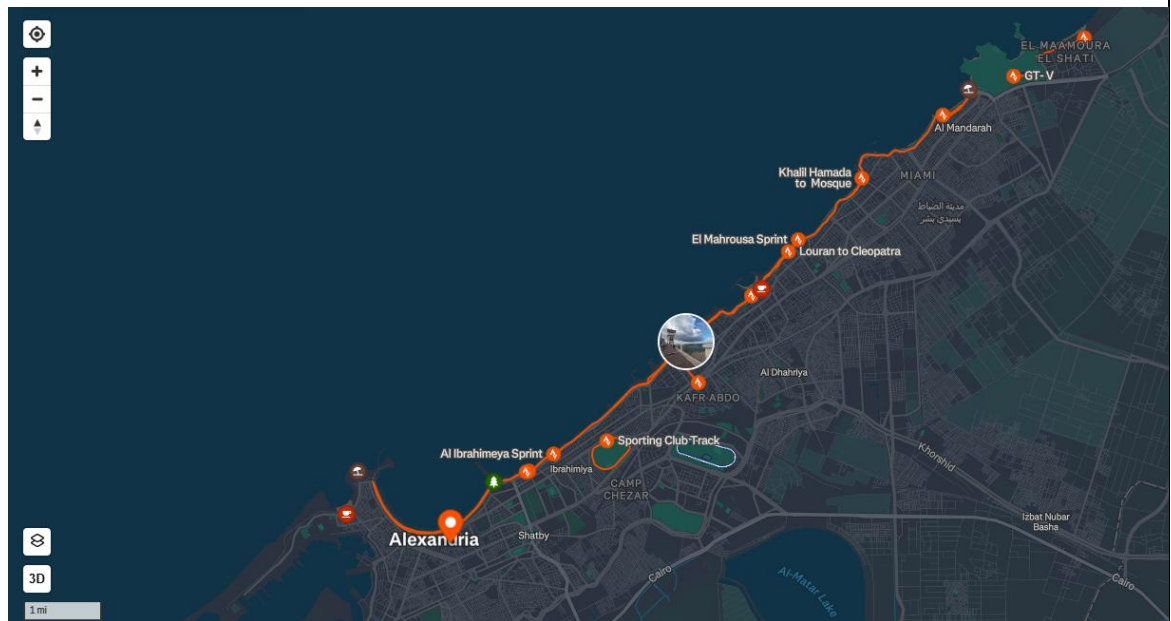 EL MAAMOURA
EL SHATI
GT- V
Al Mandarah
Khalil Hamada
to Mosque
MIAMI
مدينة الضباط
بسيدى بشر
El Mahrousa Sprint
Louran to Cleopatra
Al Dhahriya
KAFR ABDO
Sporting Club Track
Al Ibrahimeya Sprint
Ibrahimiya
Khorshid
CAMP
CHEZAR
Izbat Nubar
Basha
Alexandria
Shatby
Cairo
Al-Matar Lake
Cairo
3D
1 mi